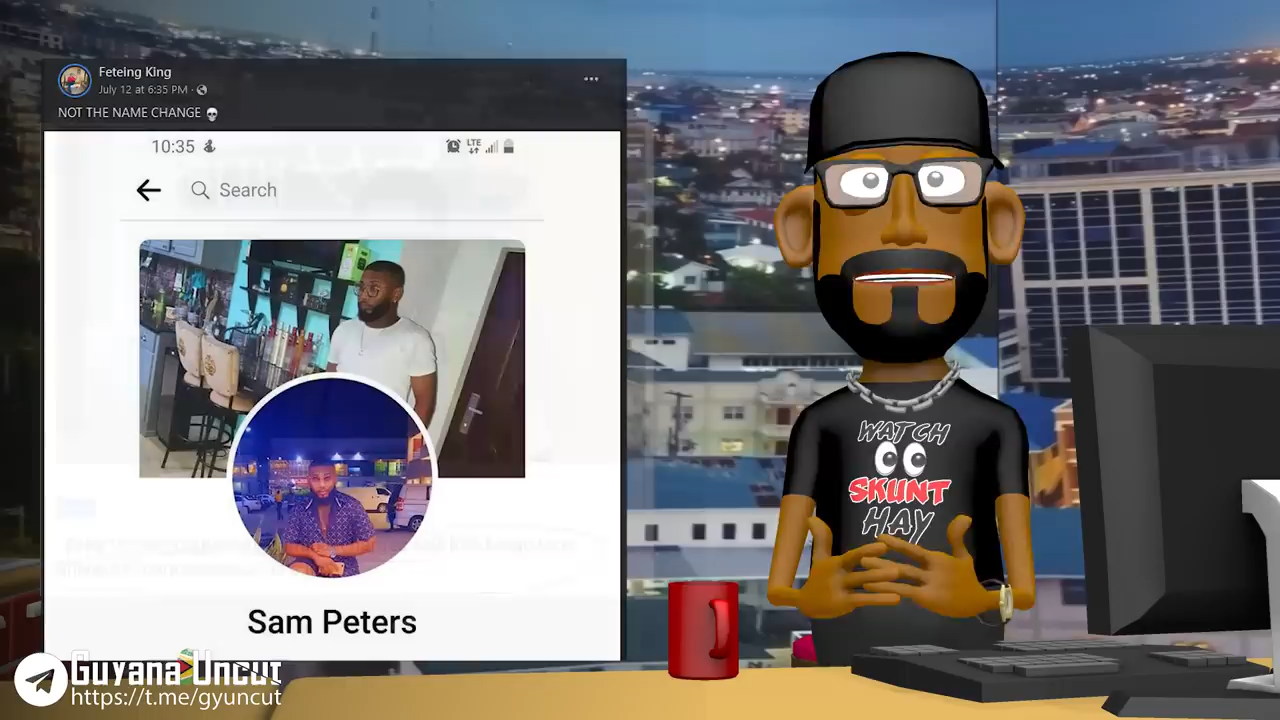 Feteing King
July 12 at 6:35 PM ·
NOT THE NAME CHANGE 💀
10:35
LTE
Search
Sam Peters
WATCH
SKUNT
HAY
Guyana Uncut
https://t.me/gyuncut